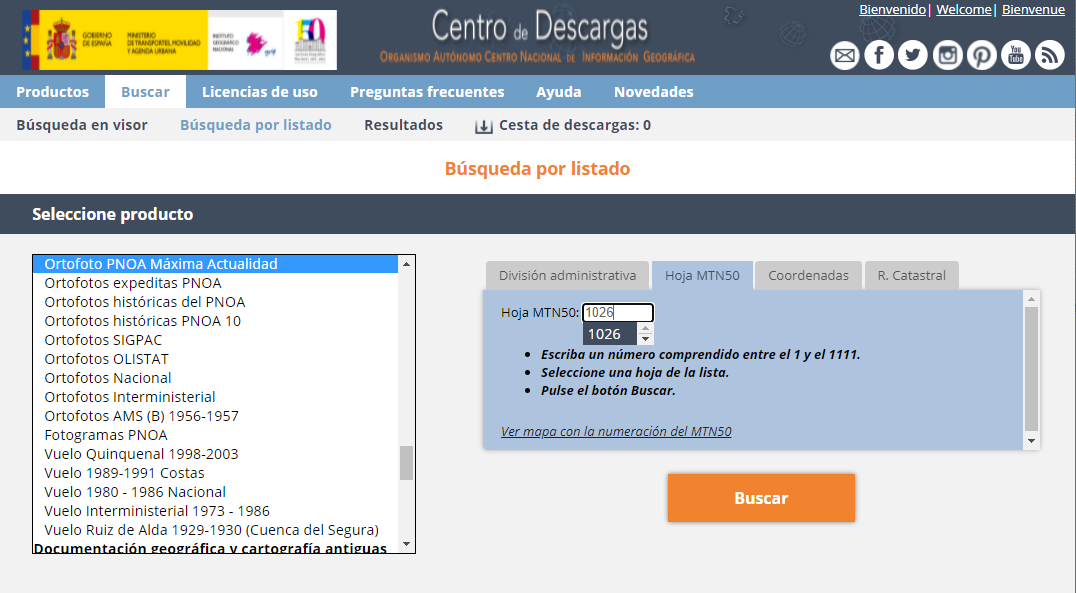 Bienvenido| Welcome| Bienvenue
GOBIERNO
DE ESPAÑA
MINISTERIO
DE TRANSPORTES, MOVILIDAD
Y AGENDA URBANA
INSTITUTO
GEOGRÁFICO
NACIONAL
Centro de Descargas
ORGANISMO AUTÓNOMO CENTRO NACIONAL DE INFORMACIÓN GEOGRÁFICA
You
Tube
Productos Buscar Licencias de uso Preguntas frecuentes Ayuda Novedades
Búsqueda en visor Búsqueda por listado Resultados Cesta de descargas: 0
Búsqueda por listado
Seleccione producto
Ortofoto PNOA Máxima Actualidad
Ortofotos expeditas PNOA
Ortofotos históricas del PNOA
Ortofotos históricas PNOA 10
Ortofotos SIGPAC
Ortofotos OLISTAT
Ortofotos Nacional
Ortofotos Interministerial
Ortofotos AMS (B) 1956-1957
Fotogramas PNOA
Vuelo Quinquenal 1998-2003
Vuelo 1989-1991 Costas
Vuelo 1980 - 1986 Nacional
Vuelo Interministerial 1973 - 1986
Vuelo Ruiz de Alda 1929-1930 (Cuenca del Segura)
Documentación geográfica y cartografía antiguas
División administrativa Hoja MTN50 Coordenadas R. Catastral
Hoja MTN50: 1026
1026
• Escriba un número comprendido entre el 1 y el 1111.
• Seleccione una hoja de la lista.
• Pulse el botón Buscar.
Ver mapa con la numeración del MTN50
Buscar